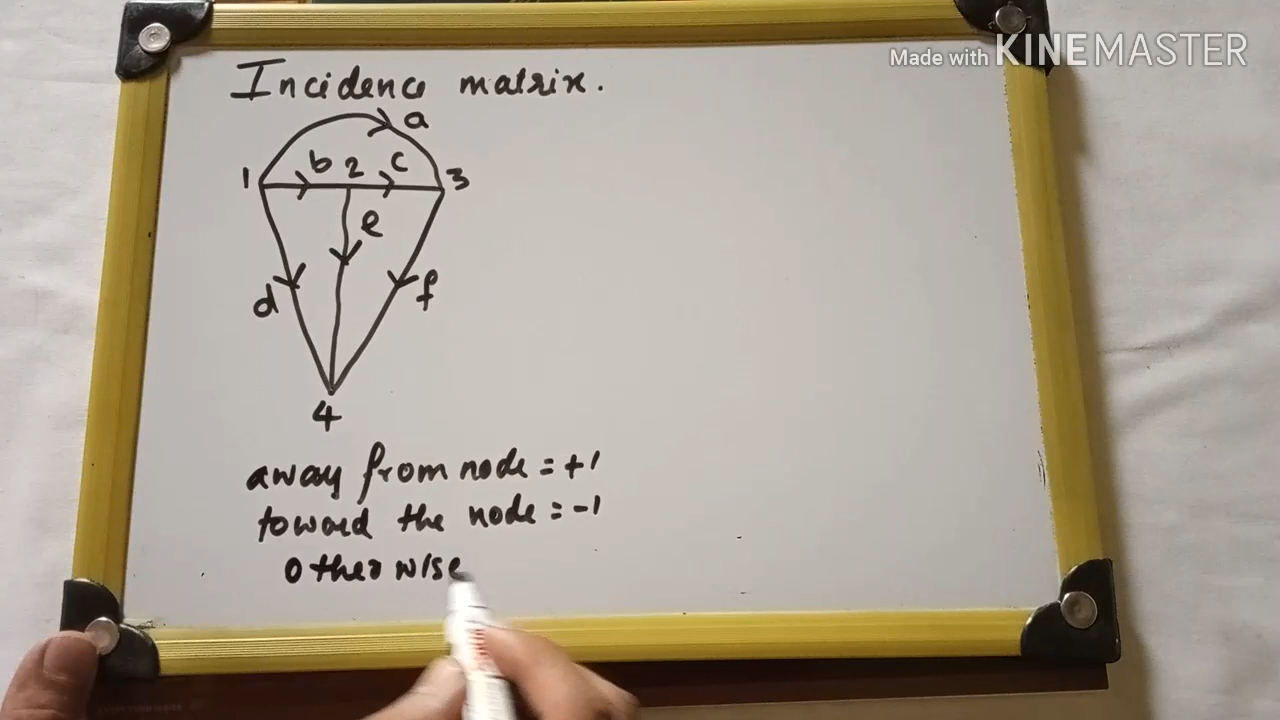 Made with KINEMASTER
Incidence matrix.
a
1 b 2 c 3
e
d f
4
away from node = +1
toward the node = -1
otherwise